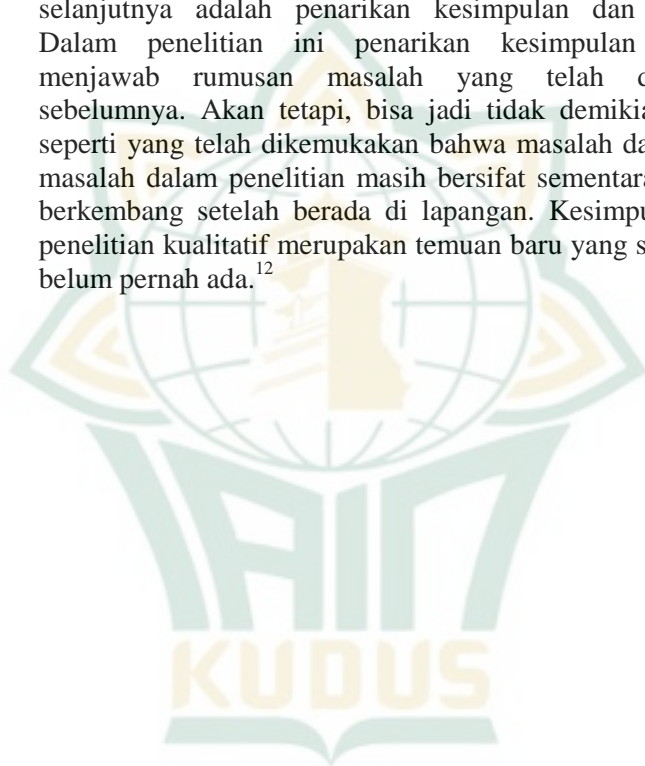 selanjutnya adalah penarikan kesimpulan dan
Dalam penelitian ini penarikan kesimpulan
menjawab rumusan masalah yang telah
sebelumnya. Akan tetapi, bisa jadi tidak
seperti yang telah dikemukakan bahwa masalah
masalah dalam penelitian masih bersifat sementara
berkembang setelah berada di lapangan.
penelitian kualitatif merupakan temuan baru yang
belum pernah ada.12
IAIN
KUDUS